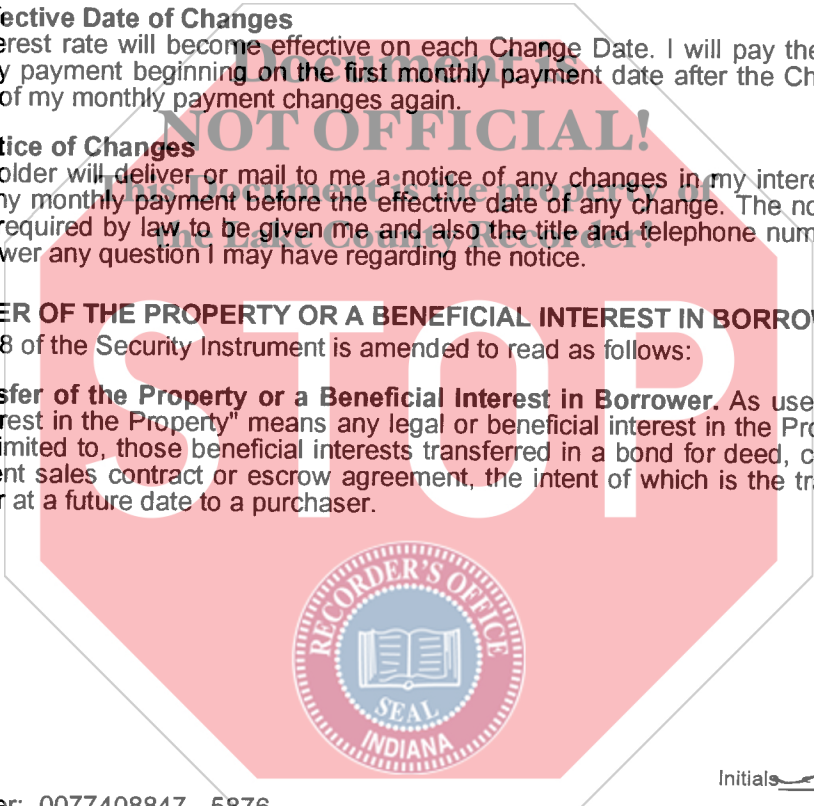 ective Date of Changes
erest rate will become effective on each Change Date. I will pay the
y payment beginning on the first monthly payment date after the Ch
of my monthly payment changes again.
Document is
NOT OFFICIAL!
This Document is the property of
the Lake County Recorder!
tice of Changes
older will deliver or mail to me a notice of any changes in my intere
ny monthly payment before the effective date of any change. The no
required by law to be given me and also the title and telephone num
wer any question I may have regarding the notice.
ER OF THE PROPERTY OR A BENEFICIAL INTEREST IN BORROW
8 of the Security Instrument is amended to read as follows:
STOP
sfer of the Property or a Beneficial Interest in Borrower. As use
rest in the Property" means any legal or beneficial interest in the Pro
imited to, those beneficial interests transferred in a bond for deed, c
ent sales contract or escrow agreement, the intent of which is the tra
r at a future date to a purchaser.
RECORDER'S OFFICE
SEAL
INDIANA
Initials
er: 0077408847 5876